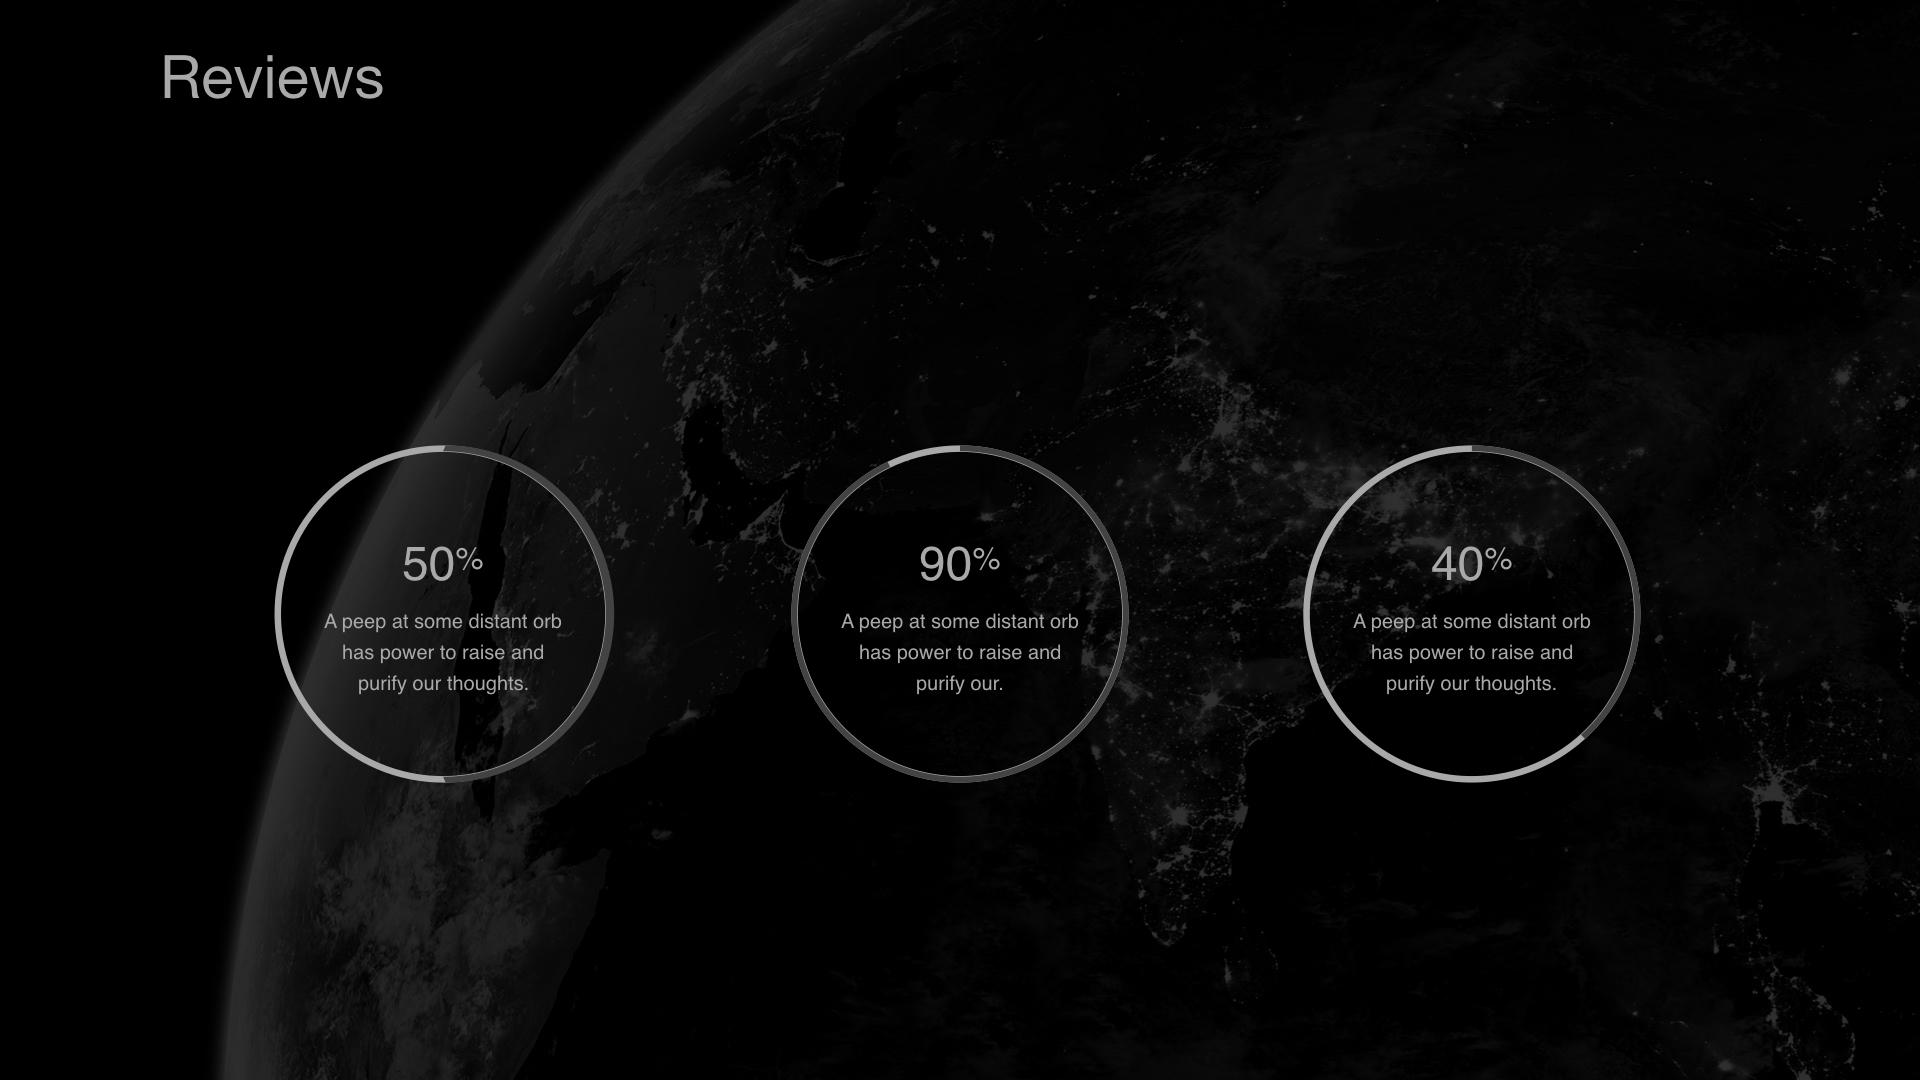 Reviews
50%
A peep at some distant orb
has power to raise and
purify our thoughts.
90%
A peep at some distant orb
has power to raise and
purify our.
40%
A peep at some distant orb
has power to raise and
purify our thoughts.